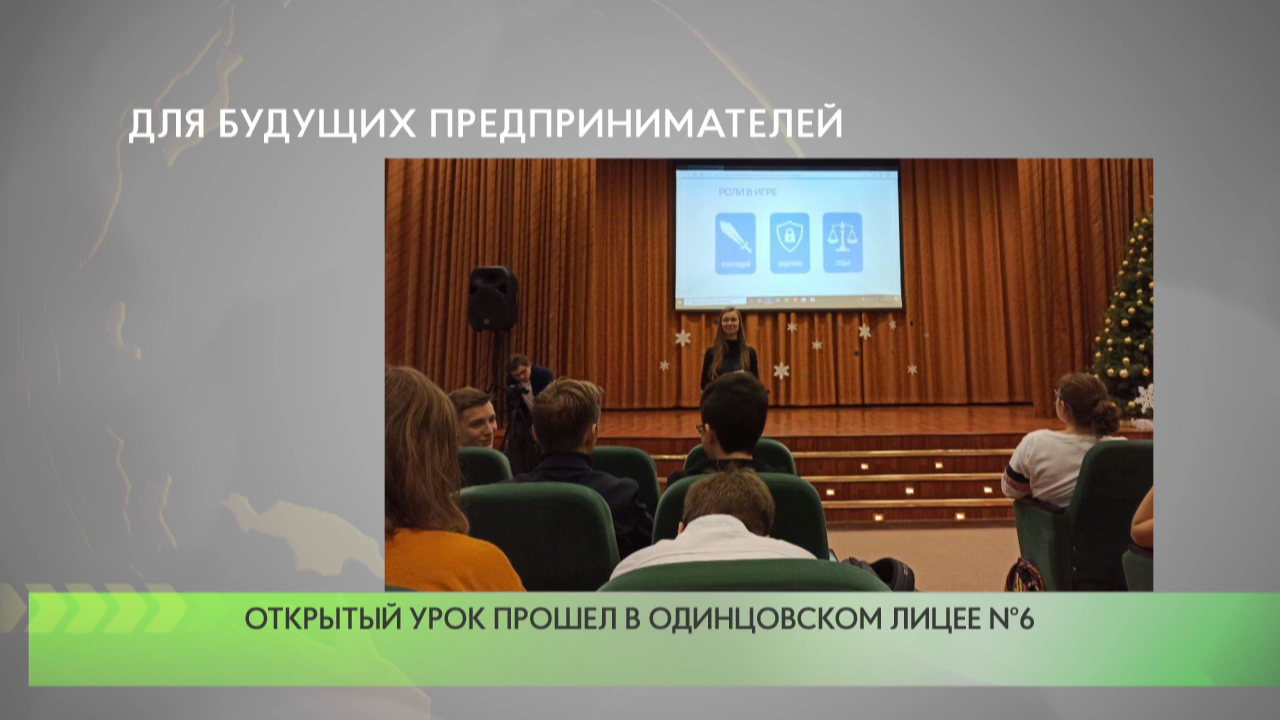 ДЛЯ БУДУЩИХ ПРЕДПРИНИМАТЕЛЕЙ
РОЛИ В ИГРЕ
ОТКРЫТЫЙ УРОК ПРОШЕЛ В ОДИНЦОВСКОМ ЛИЦЕЕ №6